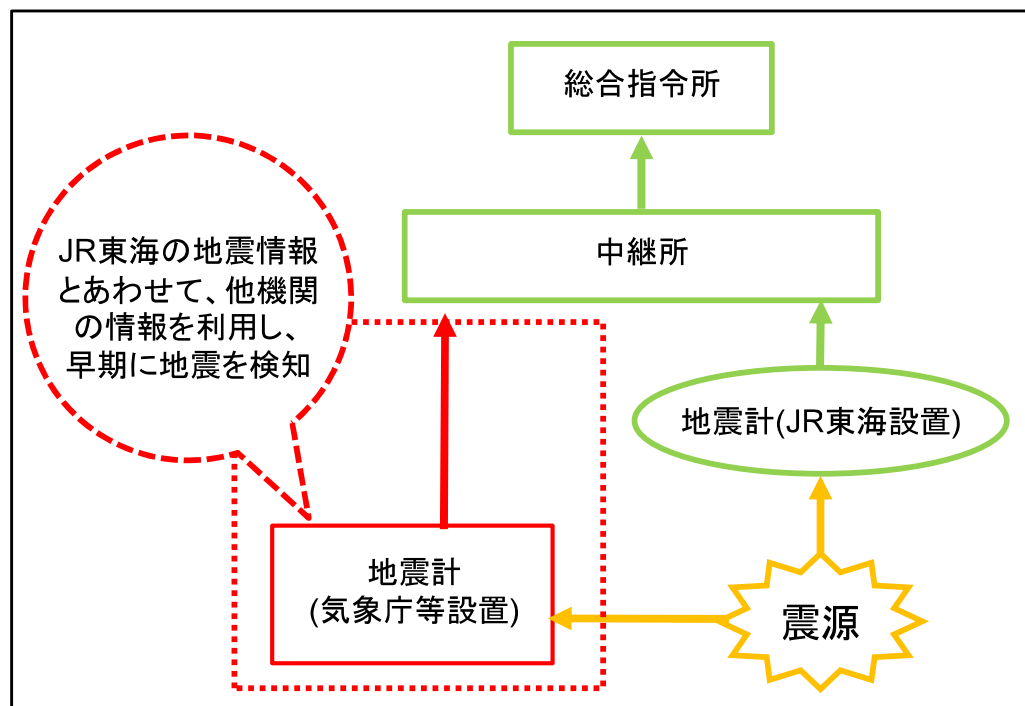 総合指令所
中継所
JR東海の地震情報
とあわせて、他機関
の情報を利用し、
早期に地震を検知
地震計(JR東海設置)
地震計
(気象庁等設置)
震源